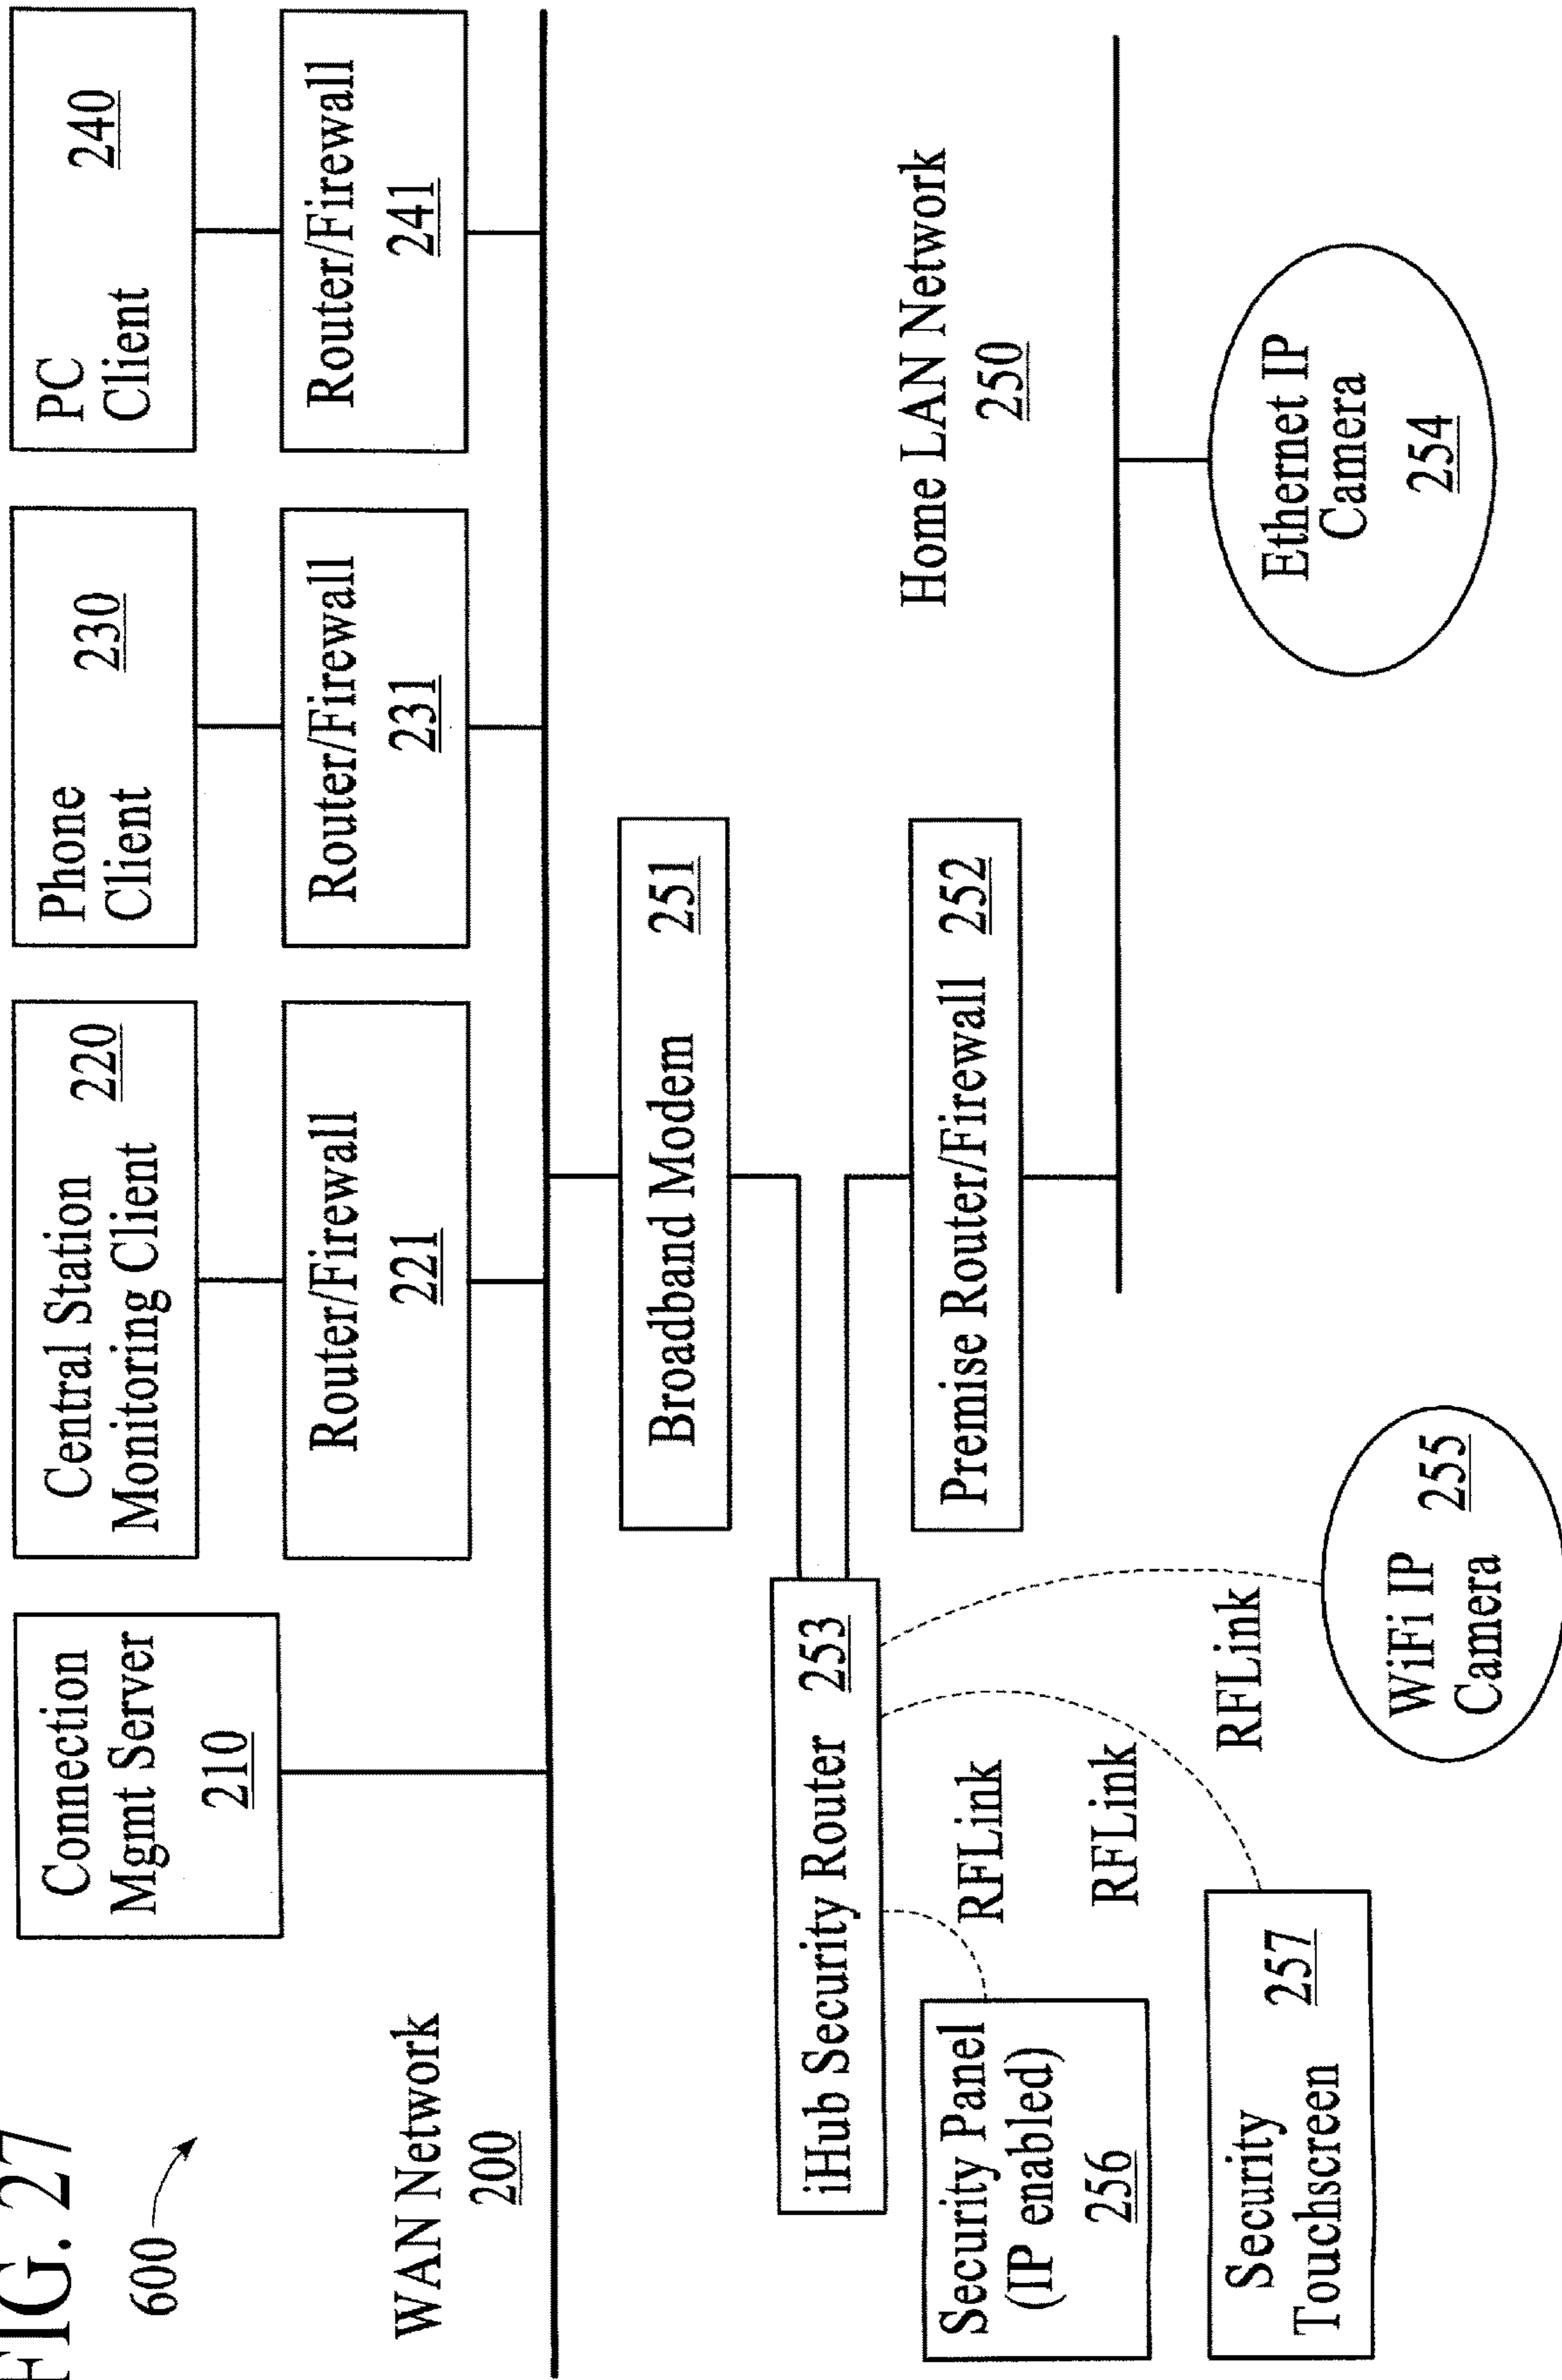 FIG. 27
600
Connection
Mgmt Server
210
Central Station
Monitoring Client
220
Phone
Client
230
PC
Client
240
Router/Firewall
221
Router/Firewall
231
Router/Firewall
241
WAN Network
200
Broadband Modem 251
iHub Security Router 253
Premise Router/Firewall 252
Home LAN Network
250
Security Panel
(IP enabled)
256
RFLink
RFLink
RFLink
Security
Touchscreen
257
WiFi IP
Camera
255
Ethernet IP
Camera
254